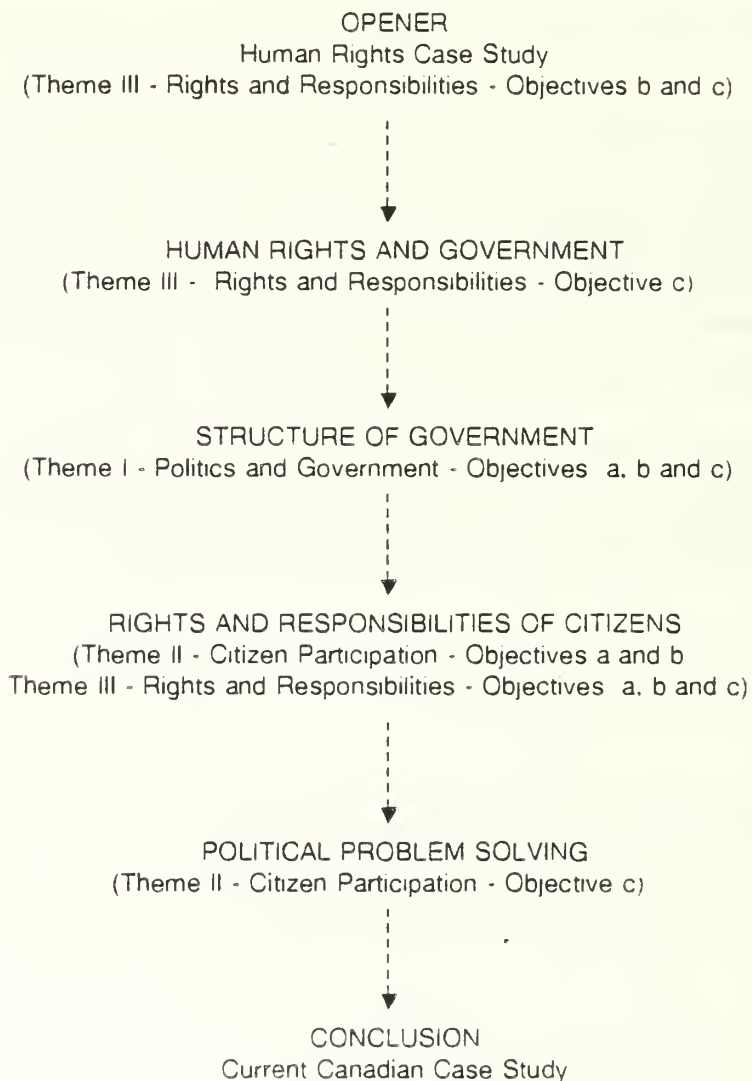 OPENER
Human Rights Case Study
(Theme III - Rights and Responsibilities - Objectives b and c)
HUMAN RIGHTS AND GOVERNMENT
(Theme III - Rights and Responsibilities - Objective c)
STRUCTURE OF GOVERNMENT
(Theme I - Politics and Government - Objectives a, b and c)
RIGHTS AND RESPONSIBILITIES OF CITIZENS
(Theme II - Citizen Participation - Objectives a and b
Theme III - Rights and Responsibilities - Objectives a, b and c)
POLITICAL PROBLEM SOLVING
(Theme II - Citizen Participation - Objective c)
CONCLUSION
Current Canadian Case Study